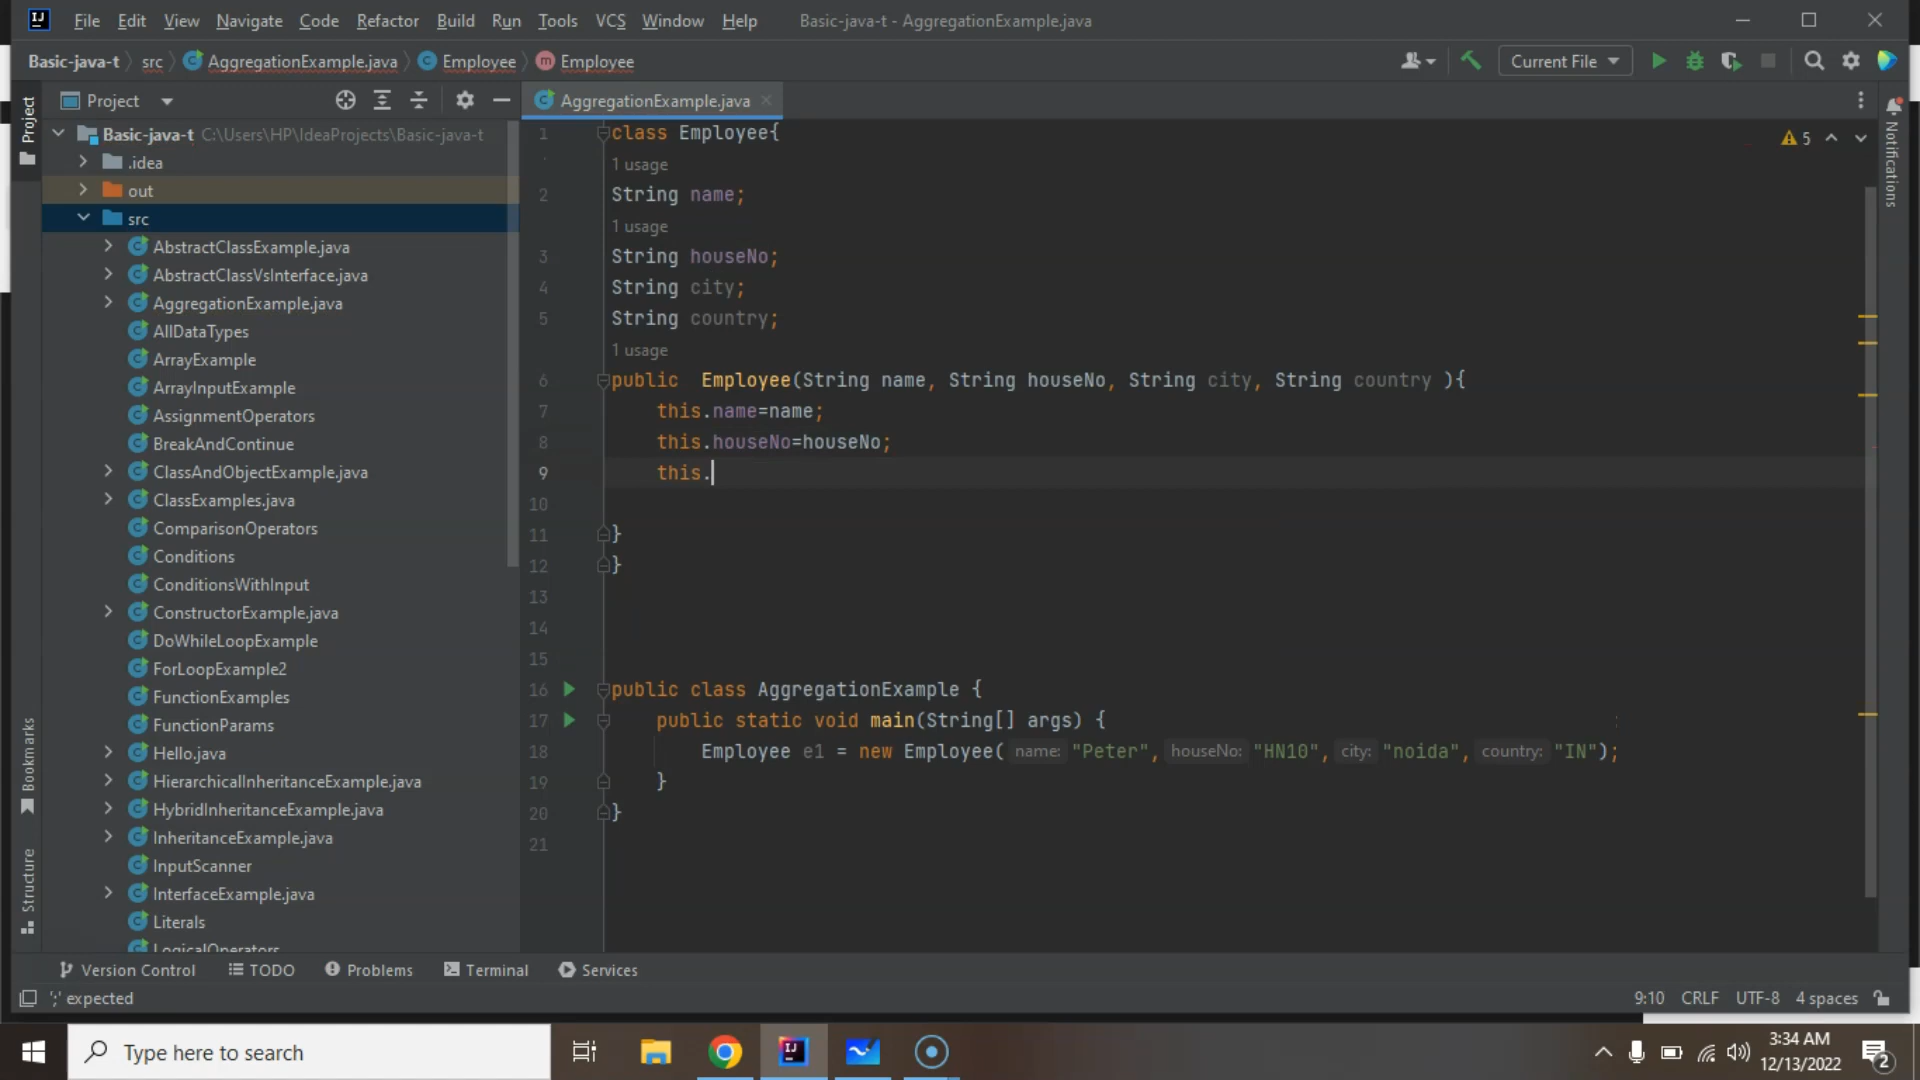 File Edit View Navigate Code Refactor Build Run Tools VCS Window Help Basic-java-t - AggregationExample.java
Basic-java-t src AggregationExample.java Employee Employee Current File
Project AggregationExample.java
Project
Notifications
Bookmarks
Structure
Basic-java-t C:\Users\HP\IdeaProjects\Basic-java-t
.idea
out
src
AbstractClassExample.java
AbstractClassVsInterface.java
AggregationExample.java
AllDataTypes
ArrayExample
ArrayInputExample
AssignmentOperators
BreakAndContinue
ClassAndObjectExample.java
ClassExamples.java
ComparisonOperators
Conditions
ConditionsWithInput
ConstructorExample.java
DoWhileLoopExample
ForLoopExample2
FunctionExamples
FunctionParams
Hello.java
HierarchicalInheritanceExample.java
HybridInheritanceExample.java
InheritanceExample.java
InputScanner
InterfaceExample.java
Literals
LogicalOperators
5
1 class Employee{
1 usage
2 String name;
1 usage
3 String houseNo;
4 String city;
5 String country;
1 usage
6 public  Employee(String name, String houseNo, String city, String country ){
7 this.name=name;
8 this.houseNo=houseNo;
9 this.
10
11 }
12 }
13
14
15
16 public class AggregationExample {
17 public static void main(String[] args) {
18 Employee e1 = new Employee( name: "Peter", houseNo: "HN10", city: "noida", country: "IN");
19 }
20 }
21
Version Control TODO Problems Terminal Services
';' expected 9:10 CRLF UTF-8 4 spaces
Type here to search
3:34 AM
12/13/2022
2